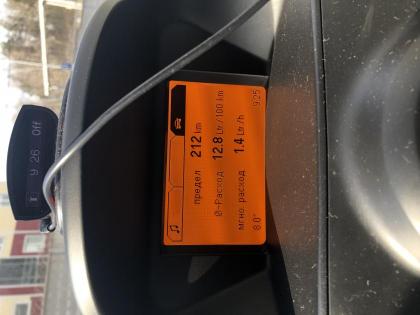 предел 212 km
Ø-Расход 12.8 Ltr/100 km
мгно расход 1.4 Ltr/h
8.0° 9:25
9 26 Off